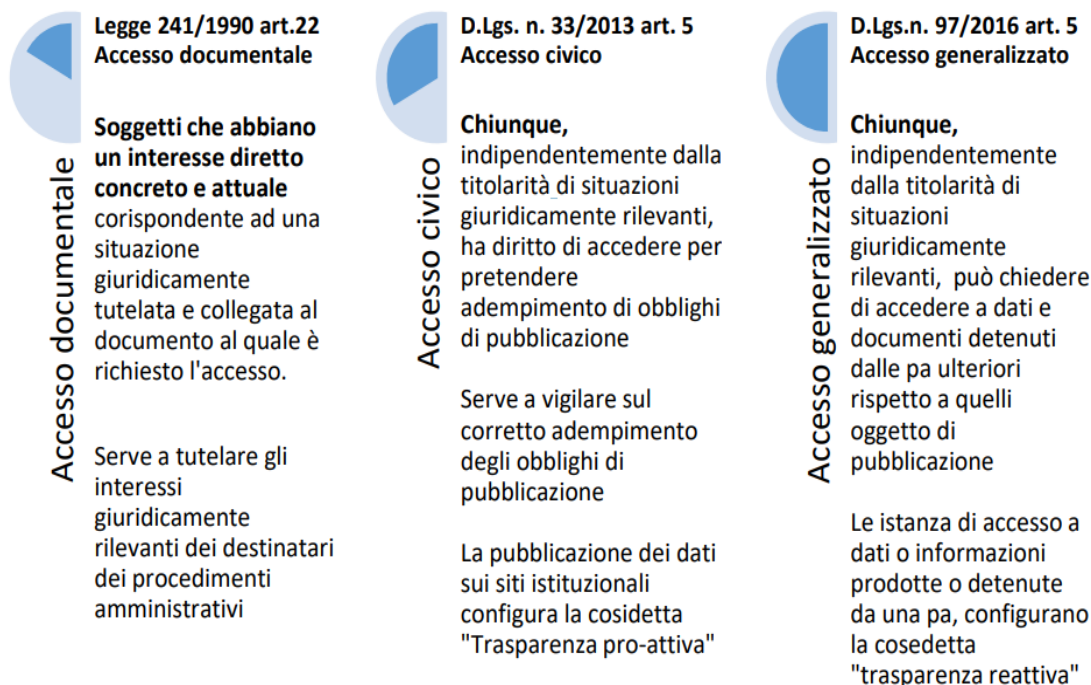 Accesso documentale
Legge 241/1990 art.22
Accesso documentale
Soggetti che abbiano
un interesse diretto
concreto e attuale
corispondente ad una
situazione
giuridicamente
tutelata e collegata al
documento al quale è
richiesto l'accesso.
Serve a tutelare gli
interessi
giuridicamente
rilevanti dei destinatari
dei procedimenti
amministrativi
Accesso civico
D.Lgs. n. 33/2013 art. 5
Accesso civico
Chiunque,
indipendentemente dalla
titolarità di situazioni
giuridicamente rilevanti,
ha diritto di accedere per
pretendere
adempimento di obblighi
di pubblicazione
Serve a vigilare sul
corretto adempimento
degli obblighi di
pubblicazione
La pubblicazione dei dati
sui siti istituzionali
configura la cosidetta
"Trasparenza pro-attiva"
Accesso generalizzato
D.Lgs.n. 97/2016 art. 5
Accesso generalizzato
Chiunque,
indipendentemente
dalla titolarità di
situazioni
giuridicamente
rilevanti, può chiedere
di accedere a dati e
documenti detenuti
dalle pa ulteriori
rispetto a quelli
oggetto di
pubblicazione
Le istanza di accesso a
dati o informazioni
prodotte o detenute
da una pa, configurano
la cosedetta
"trasparenza reattiva"